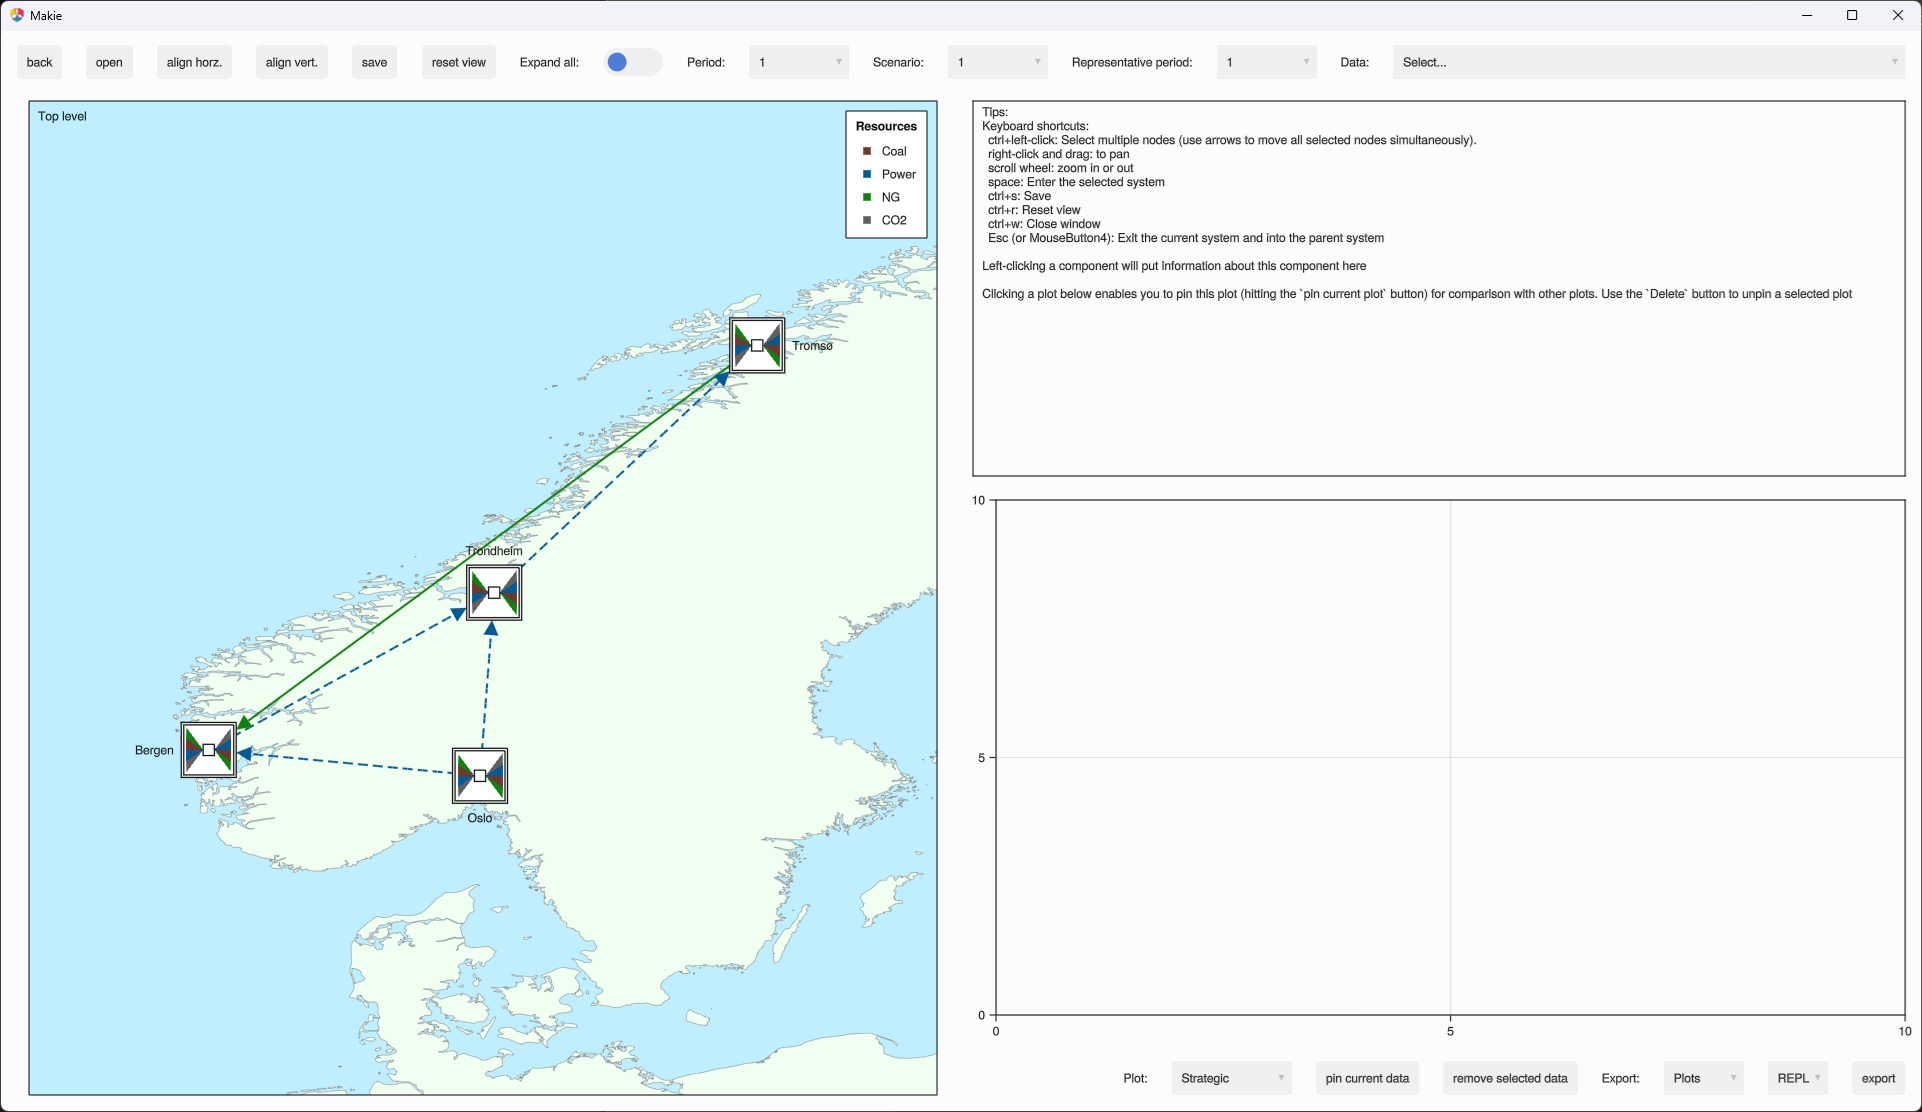 Makie
back open align horz. align vert. save reset view Expand all: Period: 1 Scenario: 1 Representative period: 1 Data: Select...
Top level
Resources
Coal
Power
NG
CO2
Tromsø
Trondheim
Bergen
Oslo
Tips:
Keyboard shortcuts:
ctrl+left-click: Select multiple nodes (use arrows to move all selected nodes simultaneously).
right-click and drag: to pan
scroll wheel: zoom in or out
space: Enter the selected system
ctrl+s: Save
ctrl+r: Reset view
ctrl+w: Close window
Esc (or MouseButton4): Exit the current system and into the parent system
Left-clicking a component will put information about this component here
Clicking a plot below enables you to pin this plot (hitting the `pin current plot` button) for comparison with other plots. Use the `Delete` button to unpin a selected plot
10
5
0
0 5 10
Plot: Strategic pin current data remove selected data Export: Plots REPL export